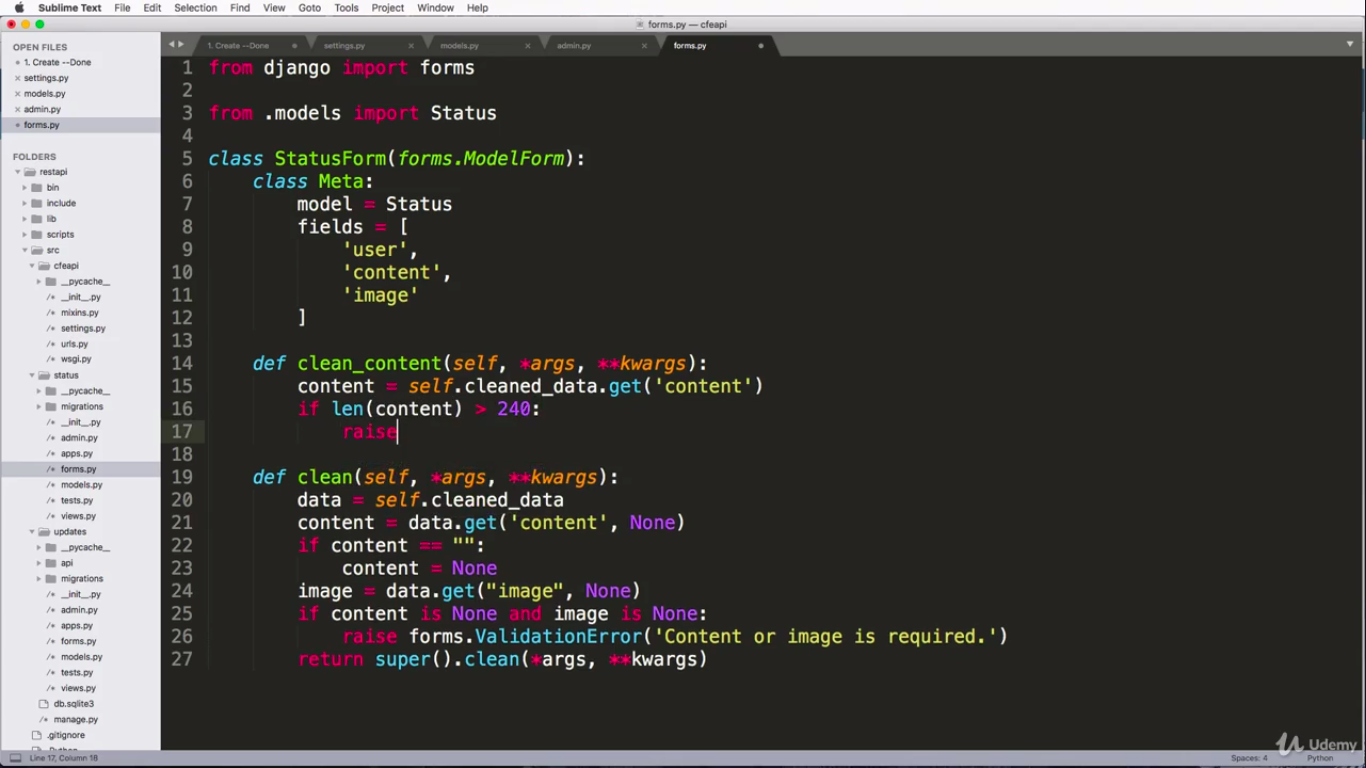 Sublime Text File Edit Selection Find View Goto Tools Project Window Help
forms.py — cfeapi
OPEN FILES
1. Create --Done
settings.py
models.py
admin.py
forms.py
FOLDERS
restapi
bin
include
lib
scripts
src
cfeapi
__pycache__
__init__.py
mixins.py
settings.py
urls.py
wsgi.py
status
__pycache__
migrations
__init__.py
admin.py
apps.py
forms.py
models.py
tests.py
views.py
updates
__pycache__
api
migrations
__init__.py
admin.py
apps.py
forms.py
models.py
tests.py
views.py
db.sqlite3
manage.py
.gitignore
.Python
1. Create --Done settings.py models.py admin.py forms.py
1 from django import forms
2
3 from .models import Status
4
5 class StatusForm(forms.ModelForm):
6 class Meta:
7 model = Status
8 fields = [
9 'user',
10 'content',
11 'image'
12 ]
13
14 def clean_content(self, *args, **kwargs):
15 content = self.cleaned_data.get('content')
16 if len(content) > 240:
17 raise
18
19 def clean(self, *args, **kwargs):
20 data = self.cleaned_data
21 content = data.get('content', None)
22 if content == "":
23 content = None
24 image = data.get("image", None)
25 if content is None and image is None:
26 raise forms.ValidationError('Content or image is required.')
27 return super().clean(*args, **kwargs)
Udemy
Line 17, Column 18 Spaces: 4 Python